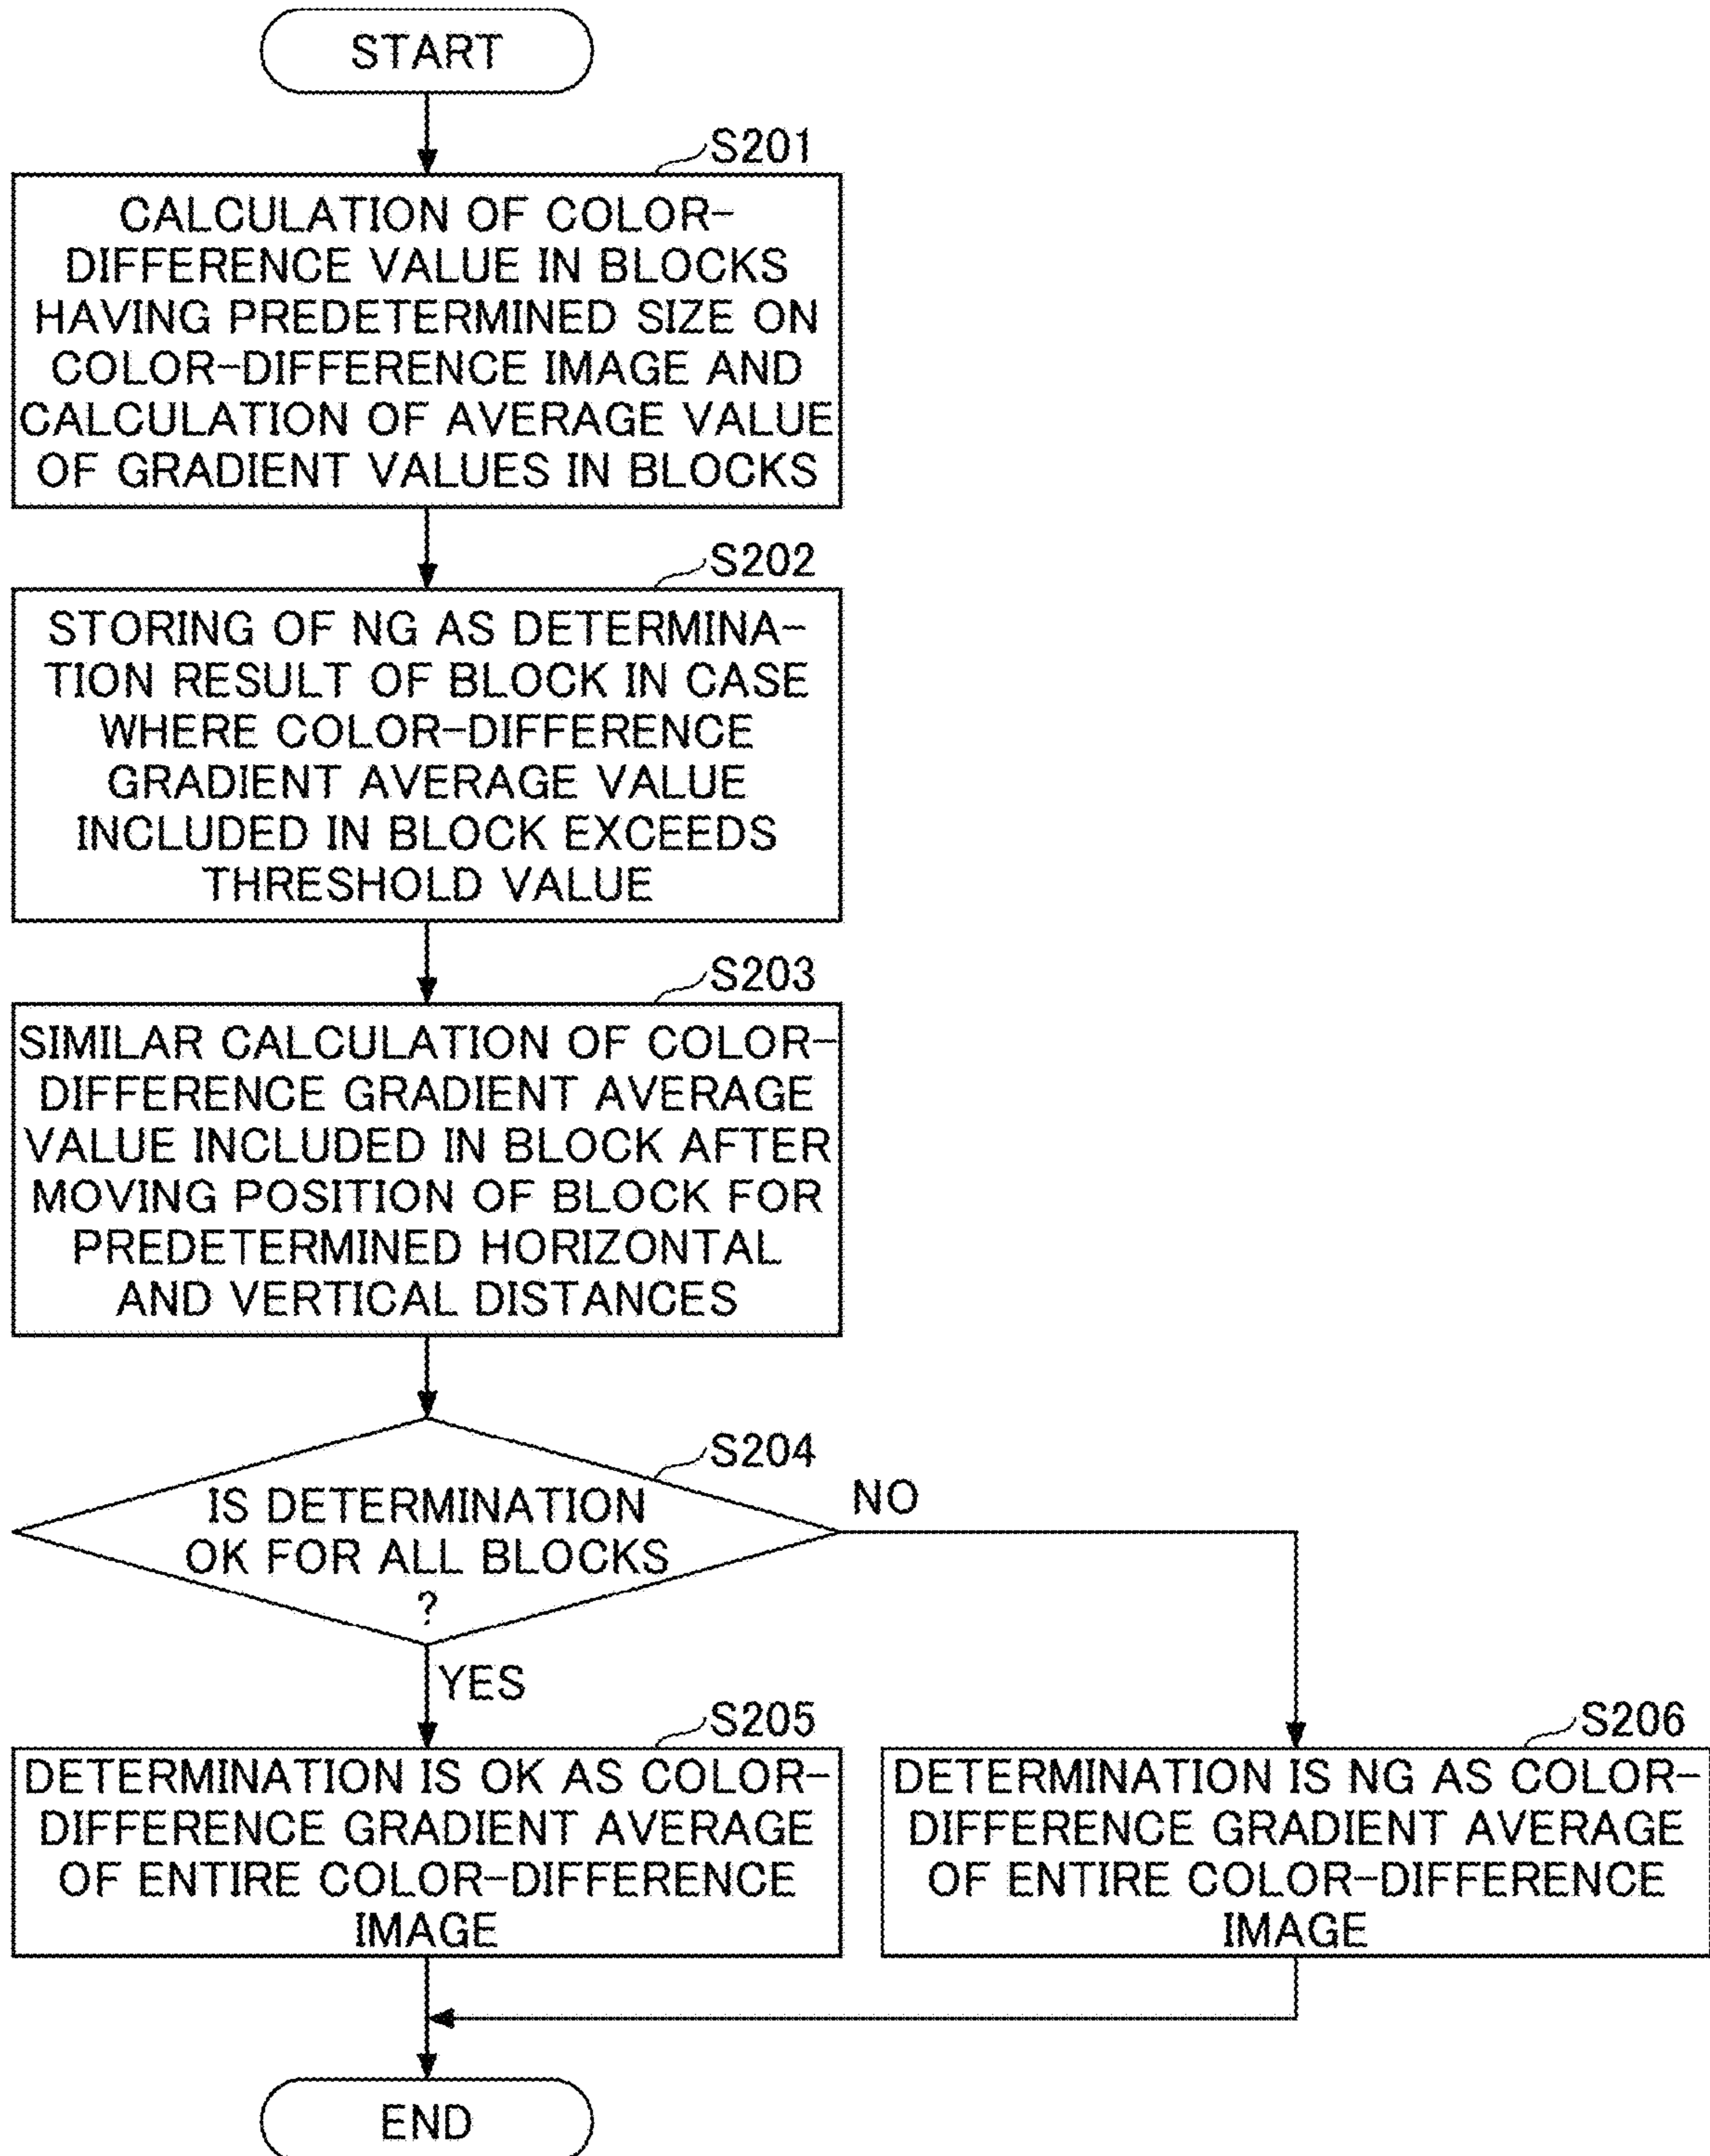 START
S201
CALCULATION OF COLOR-
DIFFERENCE VALUE IN BLOCKS
HAVING PREDETERMINED SIZE ON
COLOR-DIFFERENCE IMAGE AND
CALCULATION OF AVERAGE VALUE
OF GRADIENT VALUES IN BLOCKS
S202
STORING OF NG AS DETERMINA-
TION RESULT OF BLOCK IN CASE
WHERE COLOR-DIFFERENCE
GRADIENT AVERAGE VALUE
INCLUDED IN BLOCK EXCEEDS
THRESHOLD VALUE
S203
SIMILAR CALCULATION OF COLOR-
DIFFERENCE GRADIENT AVERAGE
VALUE INCLUDED IN BLOCK AFTER
MOVING POSITION OF BLOCK FOR
PREDETERMINED HORIZONTAL
AND VERTICAL DISTANCES
S204
IS DETERMINATION
OK FOR ALL BLOCKS
?
NO
YES
S205
DETERMINATION IS OK AS COLOR-
DIFFERENCE GRADIENT AVERAGE
OF ENTIRE COLOR-DIFFERENCE
IMAGE
S206
DETERMINATION IS NG AS COLOR-
DIFFERENCE GRADIENT AVERAGE
OF ENTIRE COLOR-DIFFERENCE
IMAGE
END